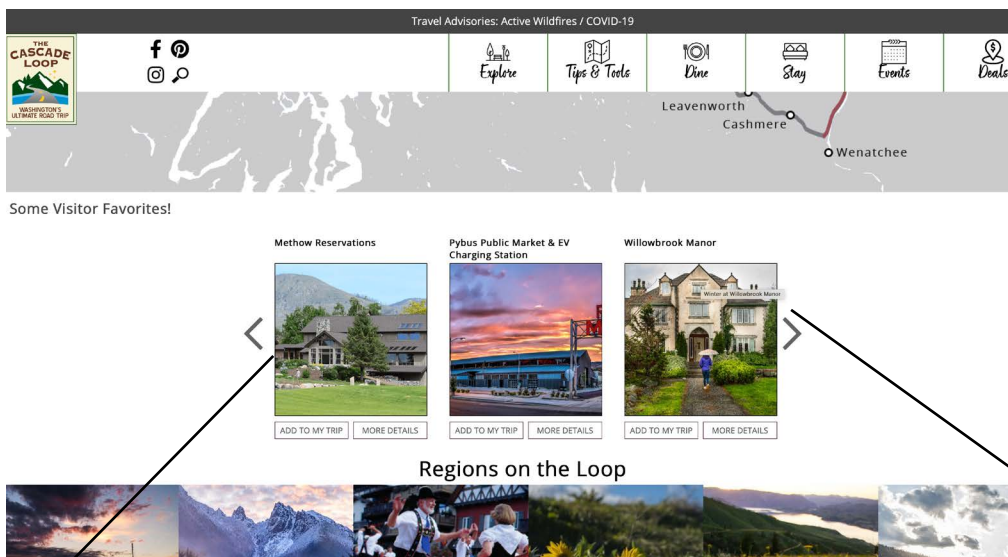 Travel Advisories: Active Wildfires / COVID-19
THE
CASCADE
LOOP
WASHINGTON'S
ULTIMATE ROAD TRIP
Explore
Tips & Tools
Dine
Stay
Events
Deals
Leavenworth
Cashmere
Wenatchee
Some Visitor Favorites!
Methow Reservations
Pybus Public Market & EV
Charging Station
Willowbrook Manor
Winter at Willowbrook Manor
ADD TO MY TRIP
MORE DETAILS
ADD TO MY TRIP
MORE DETAILS
ADD TO MY TRIP
MORE DETAILS
Regions on the Loop